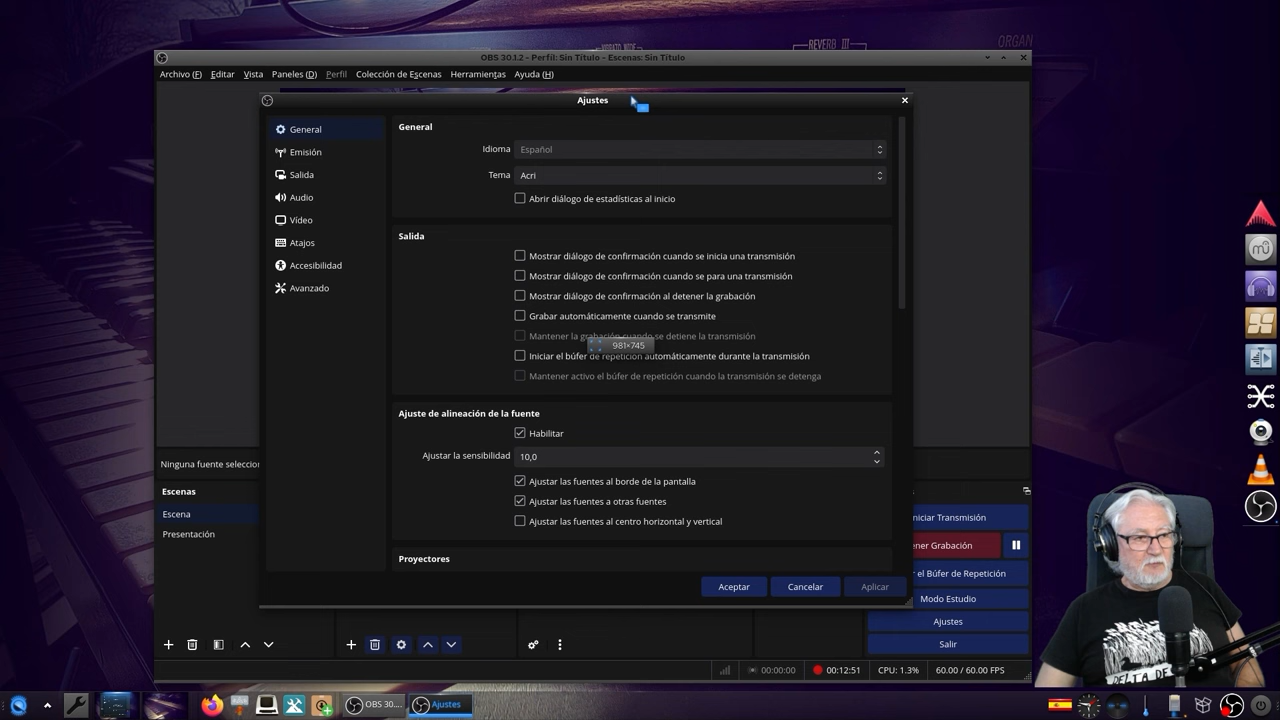 REVERB III
ORGAN
OBS 30.1.2 - Perfil: Sin Título - Escenas: Sin Título
Archivo (F) Editar Vista Paneles (D) Perfil Colección de Escenas Herramientas Ayuda (H)
Ajustes
General
Emisión
Salida
Audio
Vídeo
Atajos
Accesibilidad
Avanzado
General
Idioma Español
Tema Acri
Abrir diálogo de estadísticas al inicio
Salida
Mostrar diálogo de confirmación cuando se inicia una transmisión
Mostrar diálogo de confirmación cuando se para una transmisión
Mostrar diálogo de confirmación al detener la grabación
Grabar automáticamente cuando se transmite
Mantener la grabación cuando se detiene la transmisión
981×745
Iniciar el búfer de repetición automáticamente durante la transmisión
Mantener activo el búfer de repetición cuando la transmisión se detenga
Ajuste de alineación de la fuente
Habilitar
Ajustar la sensibilidad 10,0
Ajustar las fuentes al borde de la pantalla
Ajustar las fuentes a otras fuentes
Ajustar las fuentes al centro horizontal y vertical
Proyectores
Aceptar Cancelar Aplicar
Ninguna fuente seleccior
Escenas
Escena
Presentación
niciar Transmisión
ener Grabación
r el Búfer de Repetición
Modo Estudio
Ajustes
Salir
00:00:00 00:12:51 CPU: 1.3% 60.00 / 60.00 FPS
OBS 30.... Ajustes